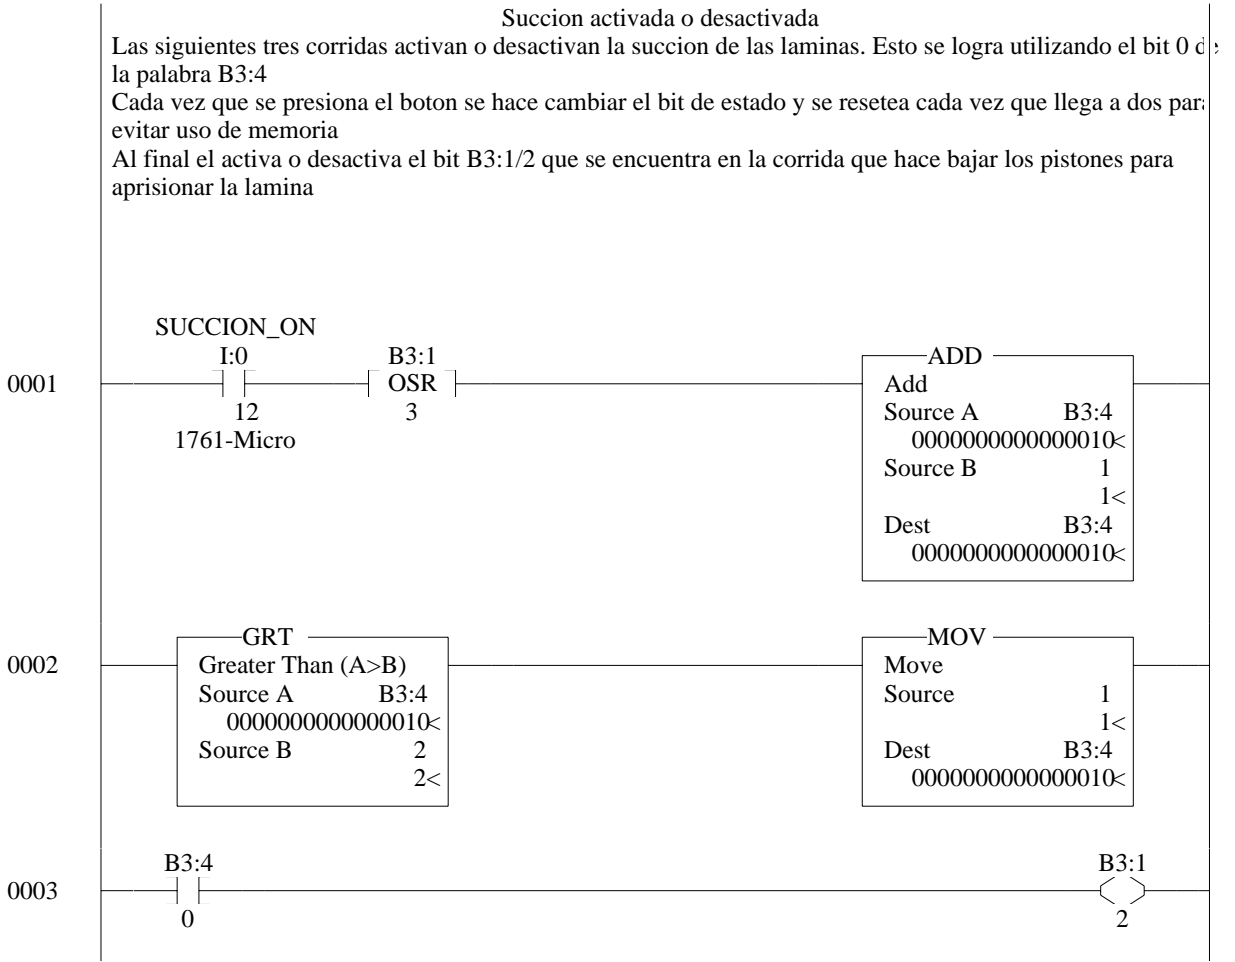 Succion activada o desactivada
Las siguientes tres corridas activan o desactivan la succion de las laminas. Esto se logra utilizando el bit 0 de
la palabra B3:4
Cada vez que se presiona el boton se hace cambiar el bit de estado y se resetea cada vez que llega a dos para
evitar uso de memoria
Al final el activa o desactiva el bit B3:1/2 que se encuentra en la corrida que hace bajar los pistones para
aprisionar la lamina
SUCCION_ON
I:0 B3:1 ADD
0001 OSR Add
12 3 Source A B3:4
1761-Micro 0000000000000010<
Source B 1
1<
Dest B3:4
0000000000000010<
GRT MOV
0002 Greater Than (A>B) Move
Source A B3:4 Source 1
0000000000000010< 1<
Source B 2 Dest B3:4
2< 0000000000000010<
B3:4 B3:1
0003
0 2